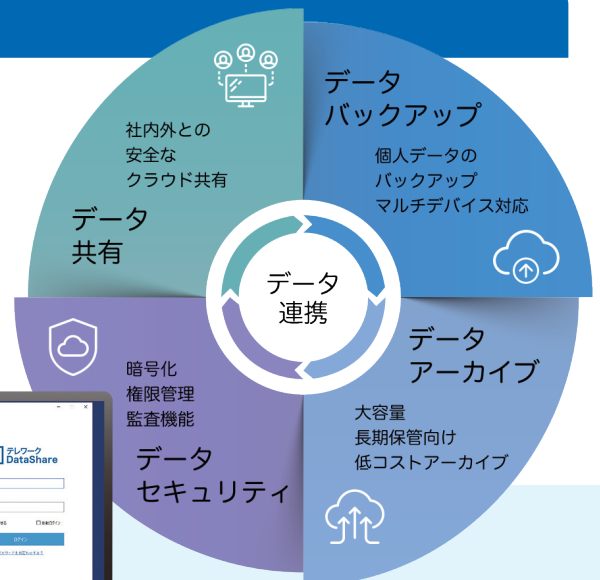 社内外との
安全な
クラウド共有
データ
共有
データ
バックアップ
個人データの
バックアップ
マルチデバイス対応
データ
連携
暗号化
権限管理
監査機能
データ
セキュリティ
データ
アーカイブ
大容量
長期保管向け
低コストアーカイブ
テレワーク
DataShare
ログイン